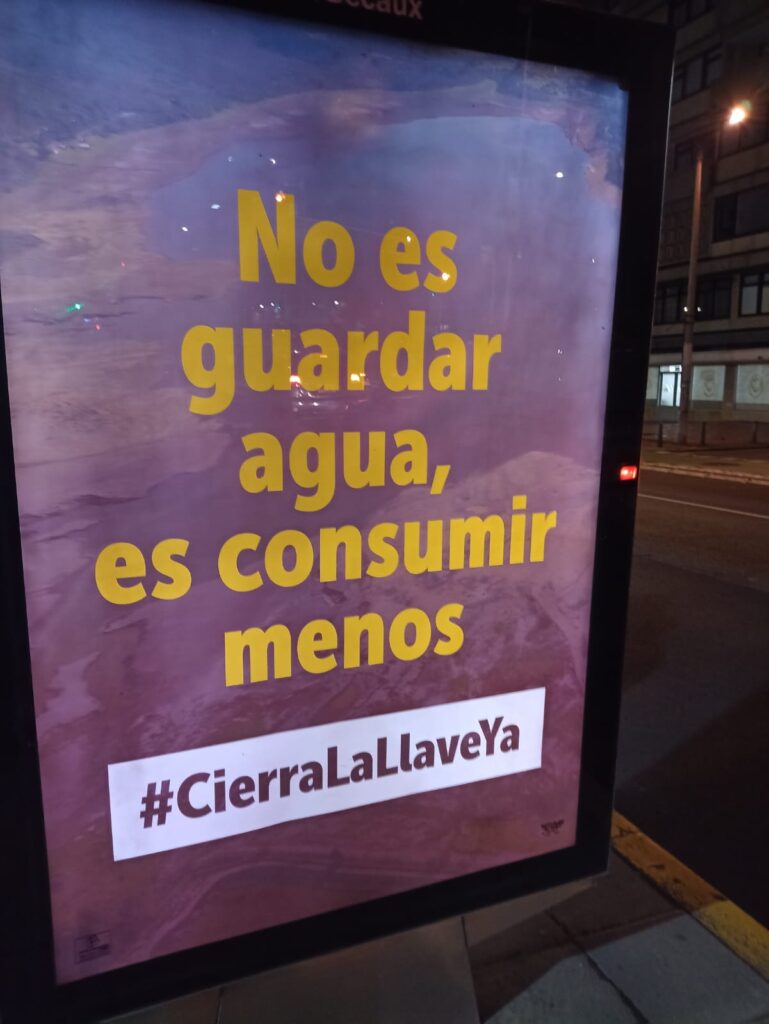 No es
guardar
agua,
es consumir
menos
#CierraLaLlaveYa